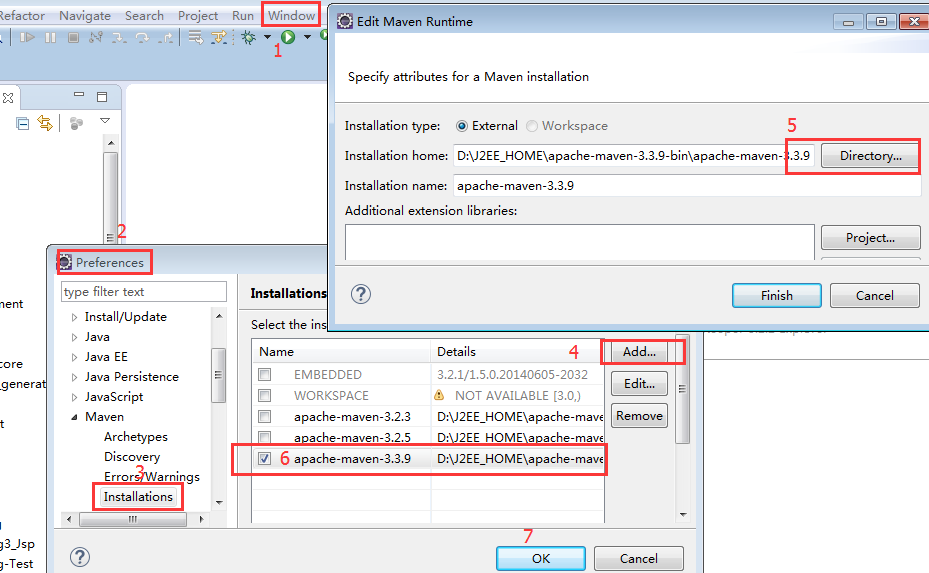 Refactor Navigate Search Project Run Window
1
Edit Maven Runtime
Specify attributes for a Maven installation
Installation type: External Workspace
5
Installation home: D:\J2EE_HOME\apache-maven-3.3.9-bin\apache-maven-3.3.9 Directory...
Installation name: apache-maven-3.3.9
Additional extension libraries:
Project...
Finish Cancel
2
Preferences
type filter text
Install/Update
Java
Java EE
Java Persistence
JavaScript
Maven
Archetypes
Discovery
Errors/Warnings
3
Installations
Installations
Select the ins
Name Details
EMBEDDED 3.2.1/1.5.0.20140605-2032
WORKSPACE NOT AVAILABLE [3.0,)
apache-maven-3.2.3 D:\J2EE_HOME\apache-mave
apache-maven-3.2.5 D:\J2EE_HOME\apache-mave
6 apache-maven-3.3.9 D:\J2EE_HOME\apache-mave
4 Add...
Edit...
Remove
7
OK Cancel
ment
core
_generat
t
g3_Jsp
g-Test